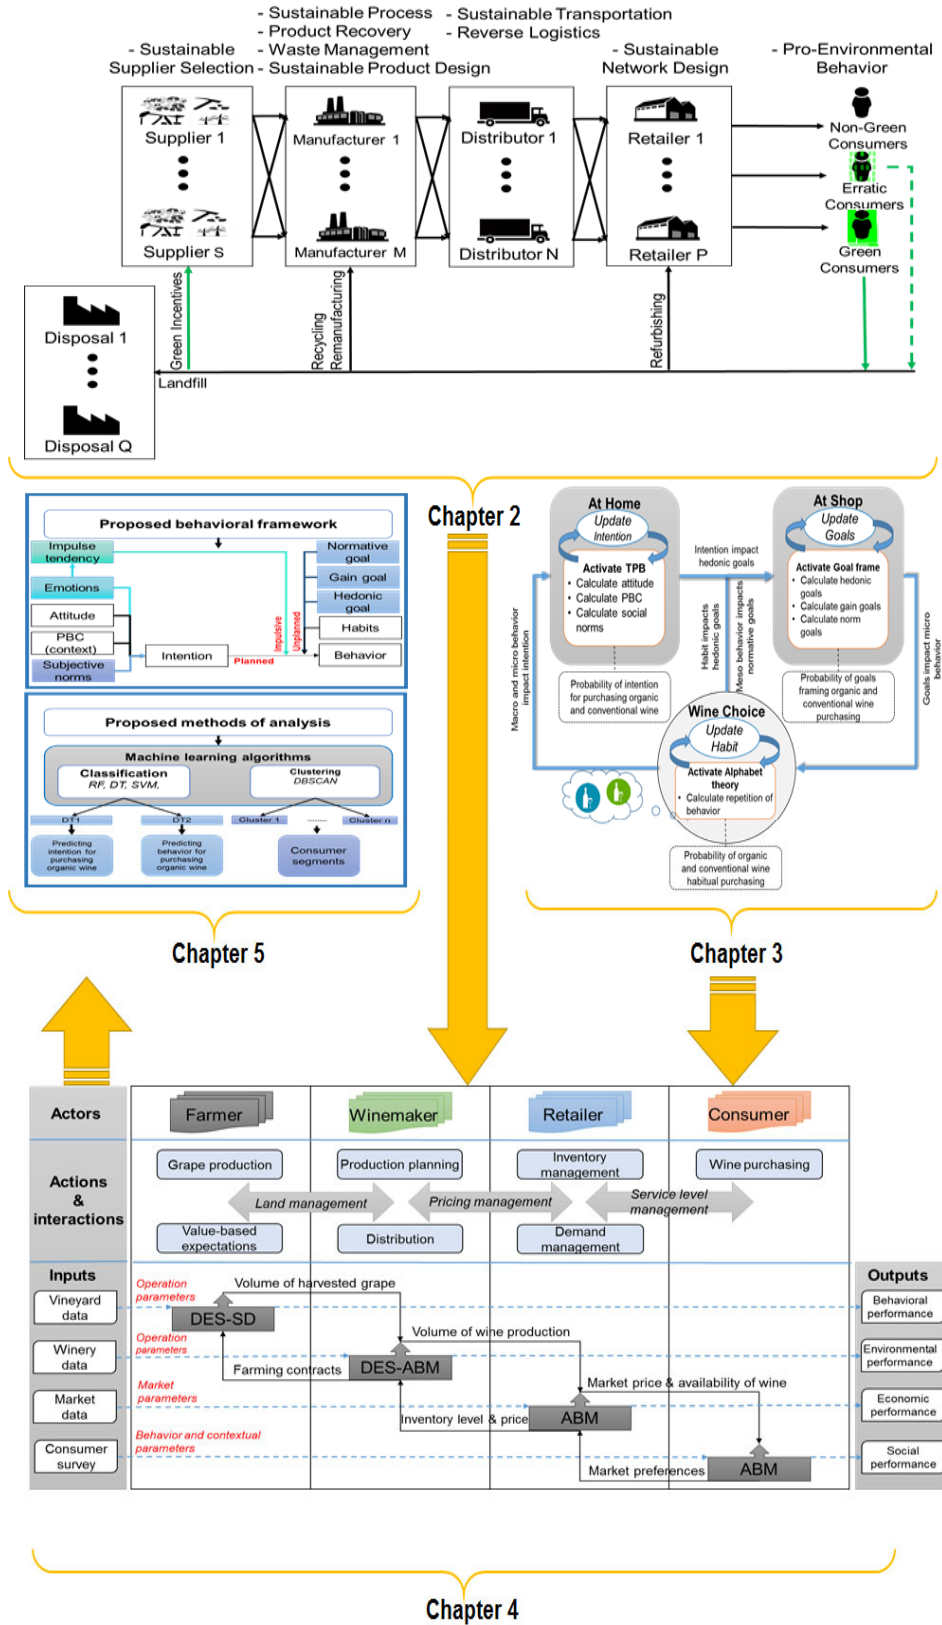 - Sustainable Process
- Product Recovery
- Waste Management
- Sustainable Product Design
- Sustainable Transportation
- Reverse Logistics
- Sustainable
Supplier Selection
- Sustainable
Network Design
- Pro-Environmental
Behavior
Supplier 1
Manufacturer 1
Distributor 1
Retailer 1
Non-Green
Consumers
Erratic
Consumers
Supplier S
Manufacturer M
Distributor N
Retailer P
Green
Consumers
Green Incentives
Recycling
Remanufacturing
Refurbishing
Disposal 1
Landfill
Disposal Q
Chapter 2
Proposed behavioral framework
Impulse
tendency
Emotions
Attitude
PBC
(context)
Subjective
norms
Intention
Planned
Impulsive
Unplanned
Normative
goal
Gain goal
Hedonic
goal
Habits
Behavior
Proposed methods of analysis
Machine learning algorithms
Classification
RF, DT, SVM,
Clustering
DBSCAN
DT1
DT2
Cluster 1
........
Cluster n
Predicting
intention for
purchasing
organic wine
Predicting
behavior for
purchasing
organic wine
Consumer
segments
Chapter 5
At Home
Update
Intention
Activate TPB
• Calculate attitude
• Calculate PBC
• Calculate social
norms
Probability of intention
for purchasing organic
and conventional wine
Intention impact
hedonic goals
At Shop
Update
Goals
Activate Goal frame
• Calculate hedonic
goals
• Calculate gain goals
• Calculate norm
goals
Probability of goals
framing organic and
conventional wine
purchasing
Macro and micro behavior
impact intention
Habit impacts
hedonic goals
Meso behavior impacts
normative goals
Goals impact micro
behavior
Wine Choice
Update
Habit
Activate Alphabet
theory
• Calculate repetition of
behavior
Probability of organic
and conventional wine
habitual purchasing
Chapter 3
Actors
Farmer
Winemaker
Retailer
Consumer
Actions
&
interactions
Grape production
Production planning
Inventory
management
Wine purchasing
Land management
Pricing management
Service level
management
Value-based
expectations
Distribution
Demand
management
Inputs
Outputs
Vineyard
data
Operation
parameters
Volume of harvested grape
DES-SD
Behavioral
performance
Winery
data
Operation
parameters
Farming contracts
Volume of wine production
DES-ABM
Environmental
performance
Market
data
Market
parameters
Inventory level & price
Market price & availability of wine
ABM
Economic
performance
Consumer
survey
Behavior and contextual
parameters
Market preferences
ABM
Social
performance
Chapter 4